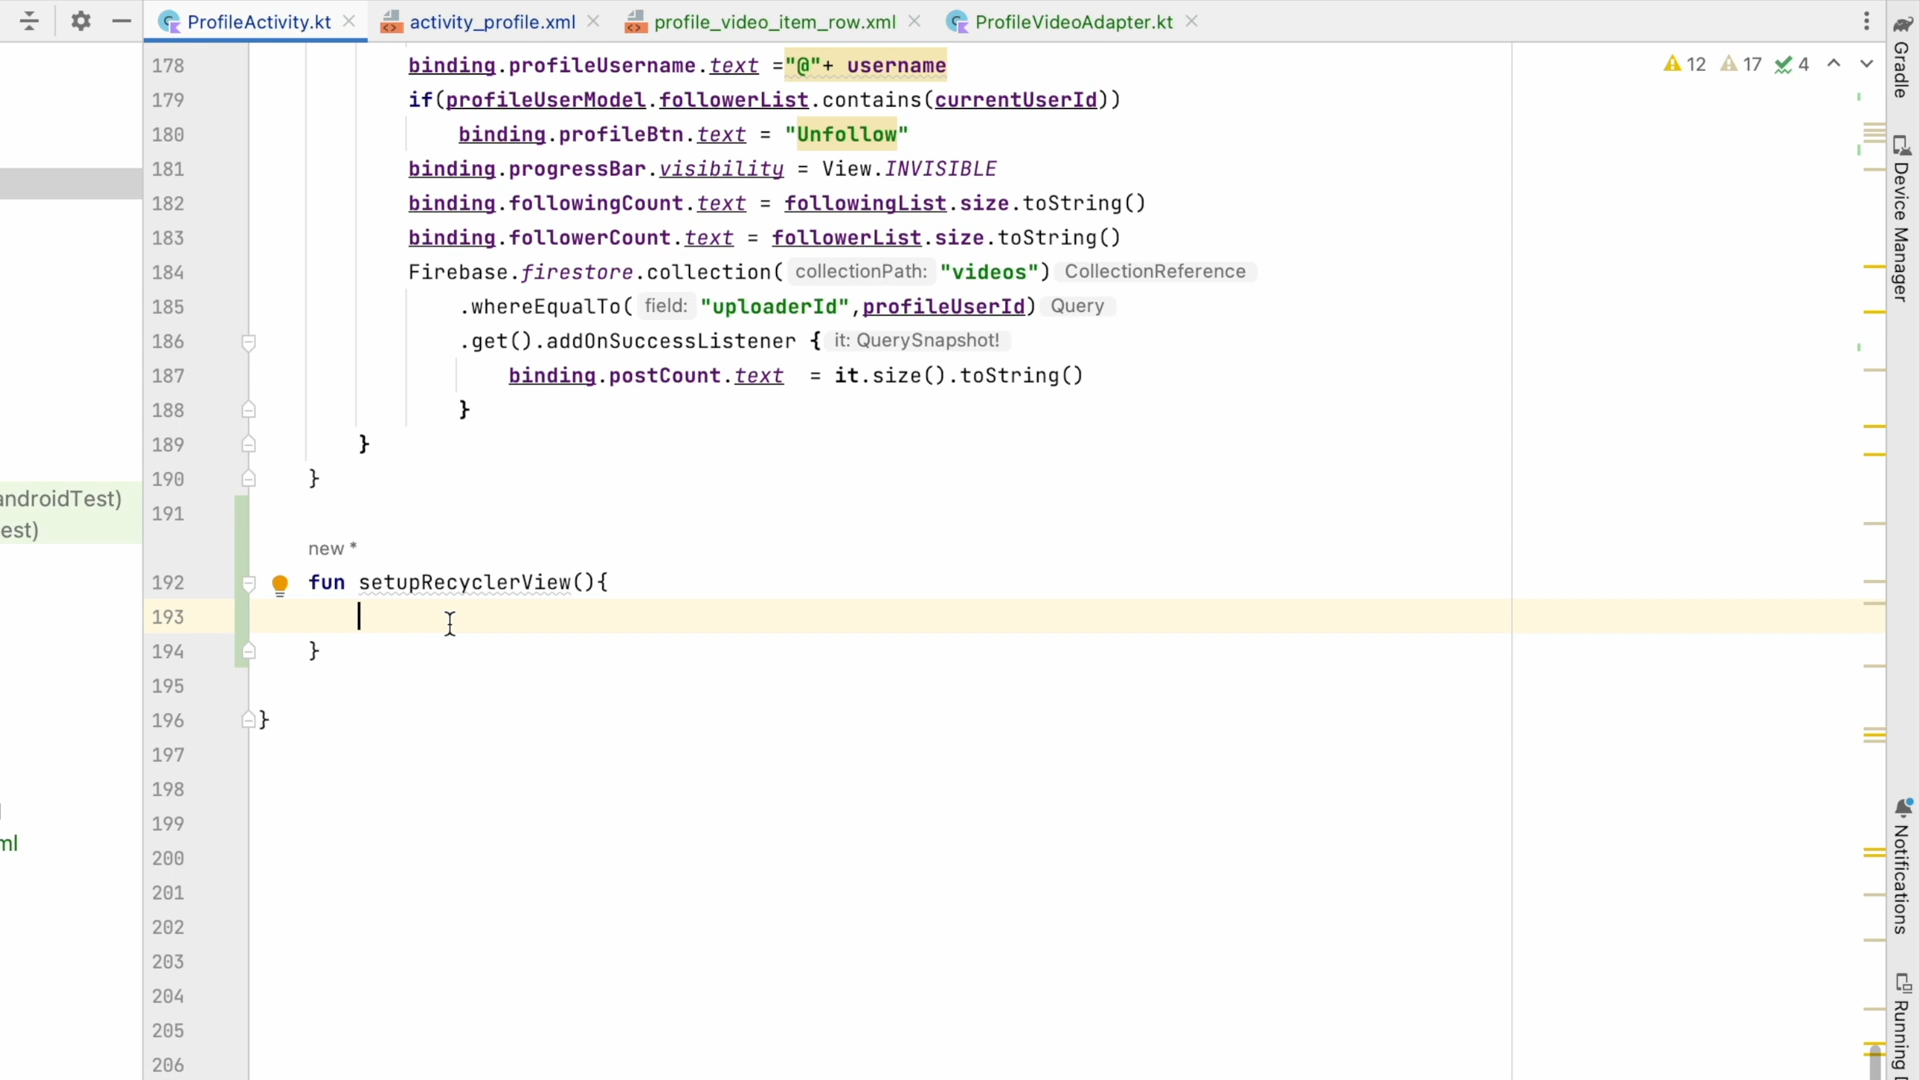 ProfileActivity.kt activity_profile.xml profile_video_item_row.xml ProfileVideoAdapter.kt
12 17 4
178 binding.profileUsername.text ="@"+ username
179 if(profileUserModel.followerList.contains(currentUserId))
180 binding.profileBtn.text = "Unfollow"
181 binding.progressBar.visibility = View.INVISIBLE
182 binding.followingCount.text = followingList.size.toString()
183 binding.followerCount.text = followerList.size.toString()
184 Firebase.firestore.collection( collectionPath: "videos") CollectionReference
185 .whereEqualTo( field: "uploaderId",profileUserId) Query
186 .get().addOnSuccessListener { it: QuerySnapshot!
187 binding.postCount.text = it.size().toString()
188 }
189 }
190 }
191
new *
192 fun setupRecyclerView(){
193
194 }
195
196 }
197
198
199
200
201
202
203
204
205
206
androidTest)
est)
ml
Gradle
Device Manager
Notifications
Running